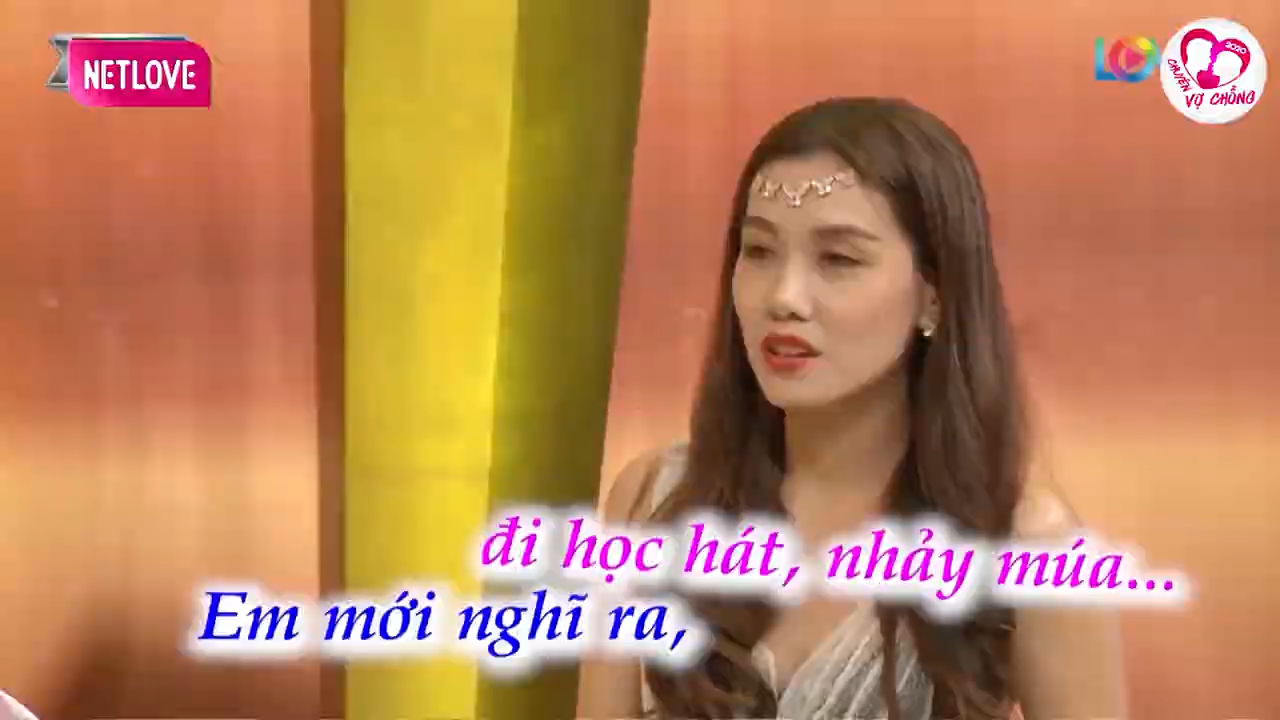 NETLOVE
2020
CHUYỆN
VỢ CHỒNG
đi học hát, nhảy múa...
Em mới nghĩ ra,